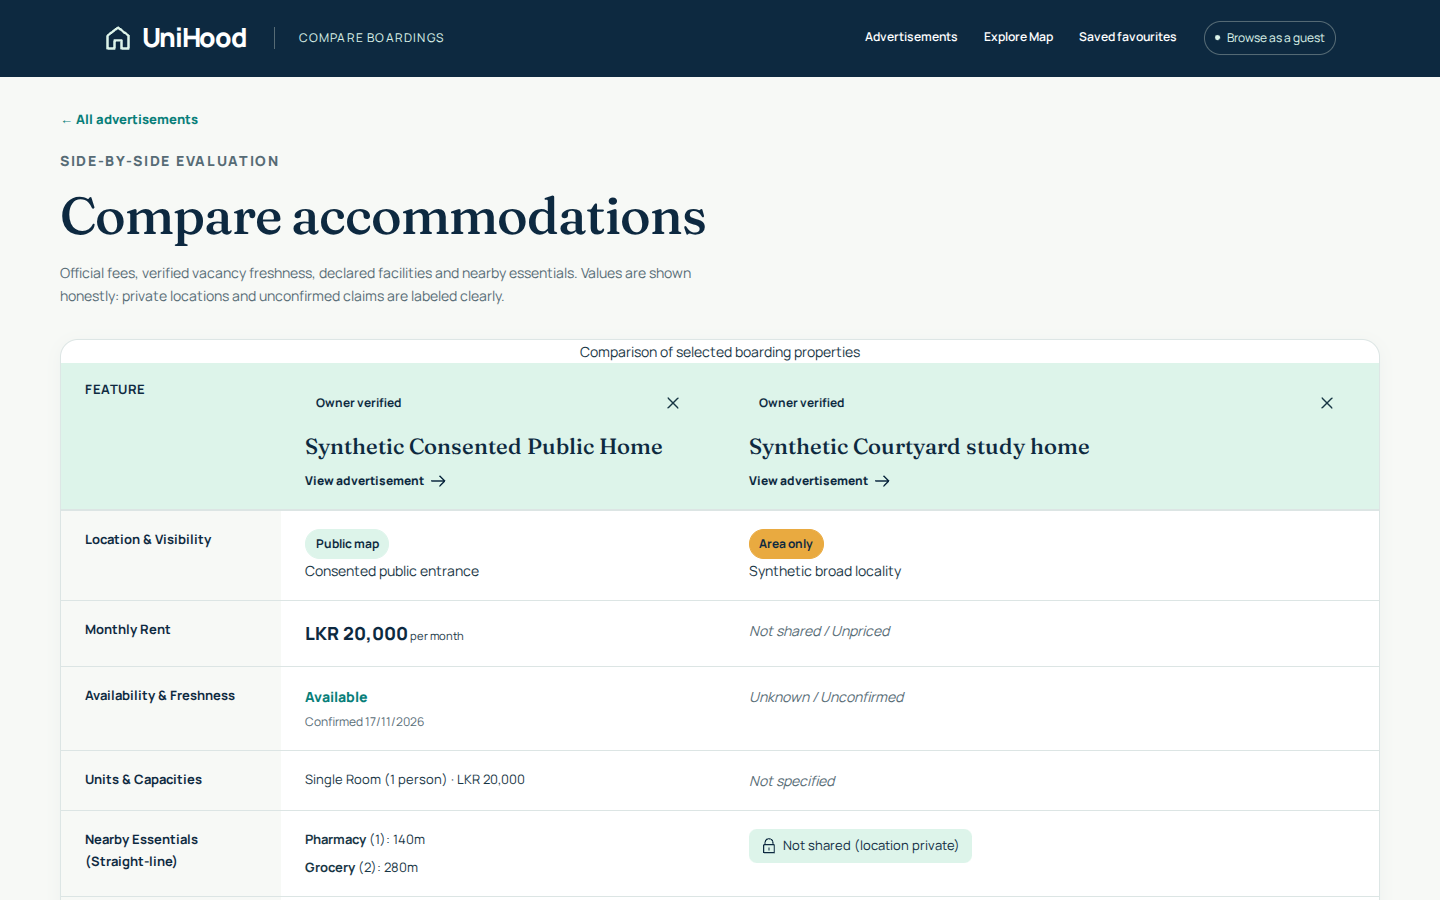 UniHood
COMPARE BOARDINGS
Advertisements
Explore Map
Saved favourites
Browse as a guest
← All advertisements
SIDE-BY-SIDE EVALUATION
Compare accommodations
Official fees, verified vacancy freshness, declared facilities and nearby essentials. Values are shown
honestly: private locations and unconfirmed claims are labeled clearly.
Comparison of selected boarding properties
FEATURE
Owner verified
Synthetic Consented Public Home
View advertisement →
Owner verified
Synthetic Courtyard study home
View advertisement →
Location & Visibility
Public map
Consented public entrance
Area only
Synthetic broad locality
Monthly Rent
LKR 20,000 per month
Not shared / Unpriced
Availability & Freshness
Available
Confirmed 17/11/2026
Unknown / Unconfirmed
Units & Capacities
Single Room (1 person) · LKR 20,000
Not specified
Nearby Essentials
(Straight-line)
Pharmacy (1): 140m
Grocery (2): 280m
Not shared (location private)